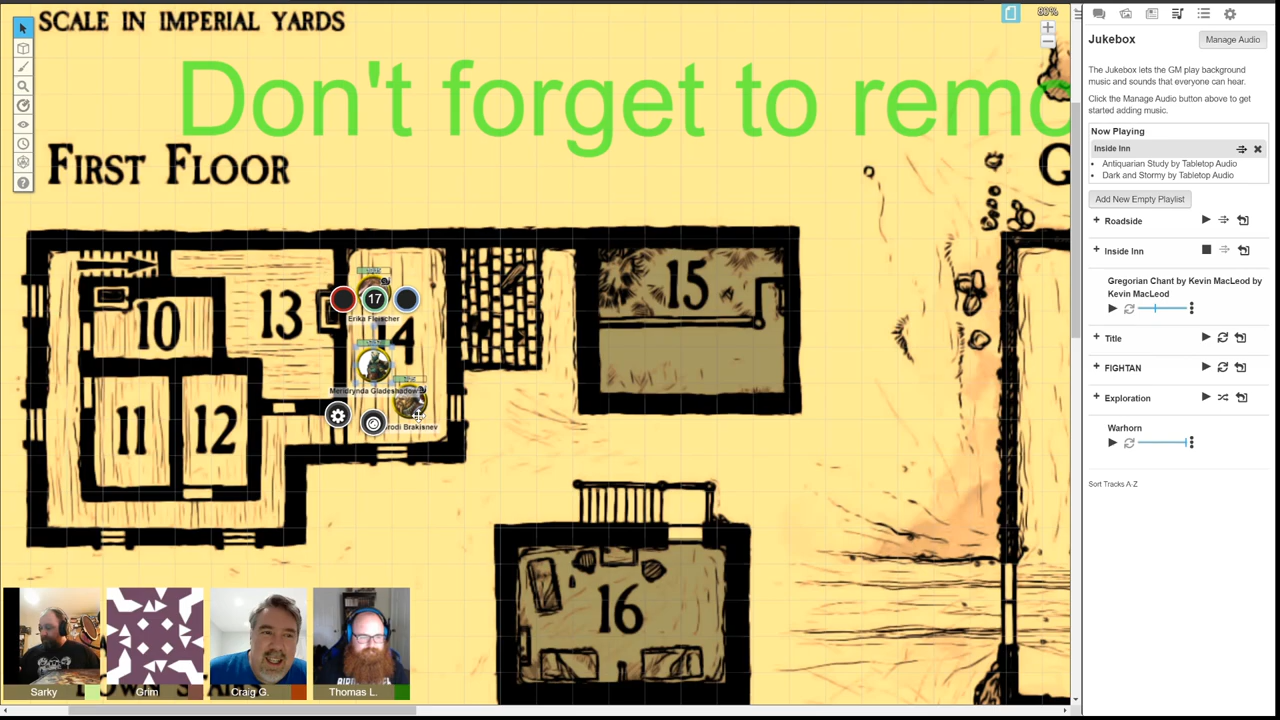 SCALE IN IMPERIAL YARDS
80%
Don't forget to remo
FIRST FLOOR
G
15
10
13
17
Erika Fleischer
4
Meridrynda Gladeshadow
11
12
rodi Brakisnev
16
Sarky
Grim
Craig G.
Thomas L.
Jukebox
Manage Audio
The Jukebox lets the GM play background
music and sounds that everyone can hear.
Click the Manage Audio button above to get
started adding music.
Now Playing
Inside Inn
Antiquarian Study by Tabletop Audio
Dark and Stormy by Tabletop Audio
Add New Empty Playlist
Roadside
Inside Inn
Gregorian Chant by Kevin MacLeod by
Kevin MacLeod
Title
FIGHTAN
Exploration
Warhorn
Sort Tracks A-Z